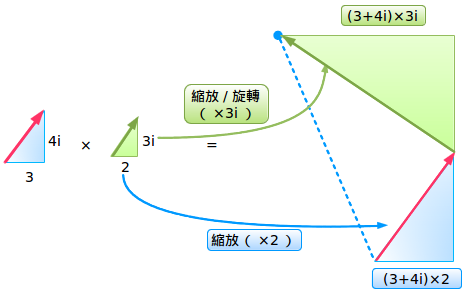 (3+4i)×3i
縮放 / 旋轉
( ×3i )
4i
×
3i
=
3
2
縮放 ( ×2 )
(3+4i)×2